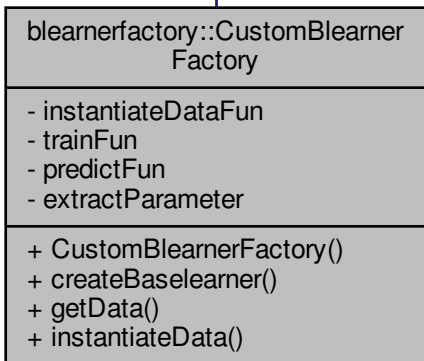 blearnerfactory::CustomBlearner
Factory
- instantiateDataFun
- trainFun
- predictFun
- extractParameter
+ CustomBlearnerFactory()
+ createBaselearner()
+ getData()
+ instantiateData()